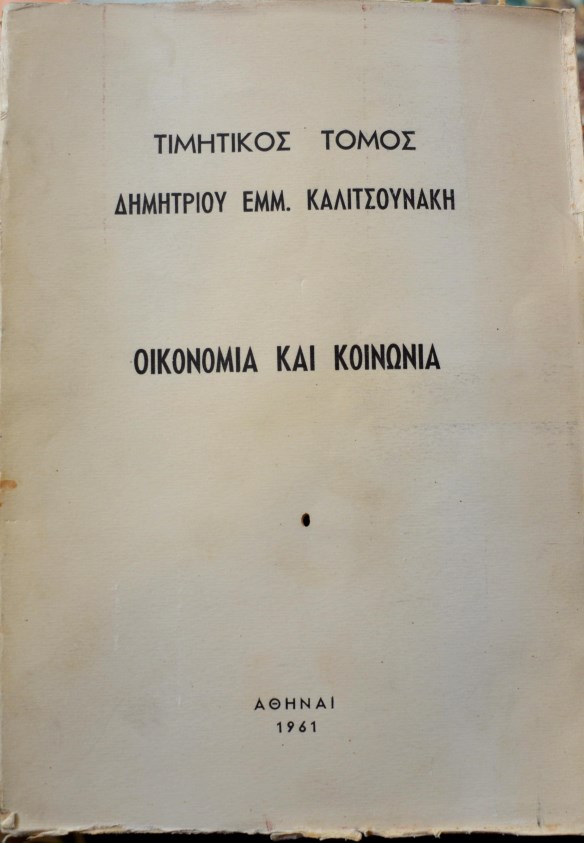 ΤΙΜΗΤΙΚΟΣ ΤΟΜΟΣ
ΔΗΜΗΤΡΙΟΥ ΕΜΜ. ΚΑΛΙΤΣΟΥΝΑΚΗ
ΟΙΚΟΝΟΜΙΑ ΚΑΙ ΚΟΙΝΩΝΙΑ
ΑΘΗΝΑΙ
1961